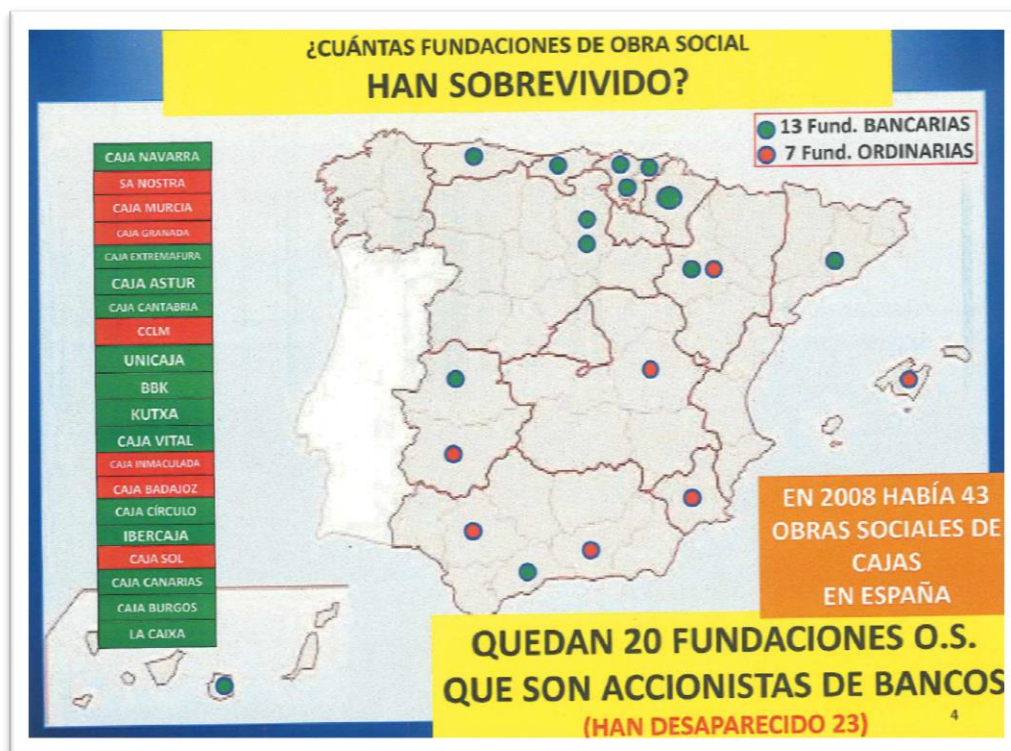 ¿CUÁNTAS FUNDACIONES DE OBRA SOCIAL
HAN SOBREVIVIDO?
13 Fund. BANCARIAS
7 Fund. ORDINARIAS
CAJA NAVARRA
SA NOSTRA
CAJA MURCIA
CAJA GRANADA
CAJA EXTREMAFURA
CAJA ASTUR
CAJA CANTABRIA
CCLM
UNICAJA
BBK
KUTXA
CAJA VITAL
CAJA INMACULADA
CAJA BADAJOZ
CAJA CÍRCULO
IBERCAJA
CAJA SOL
CAJA CANARIAS
CAJA BURGOS
LA CAIXA
EN 2008 HABÍA 43
OBRAS SOCIALES DE
CAJAS
EN ESPAÑA
QUEDAN 20 FUNDACIONES O.S.
QUE SON ACCIONISTAS DE BANCOS
(HAN DESAPARECIDO 23)
4